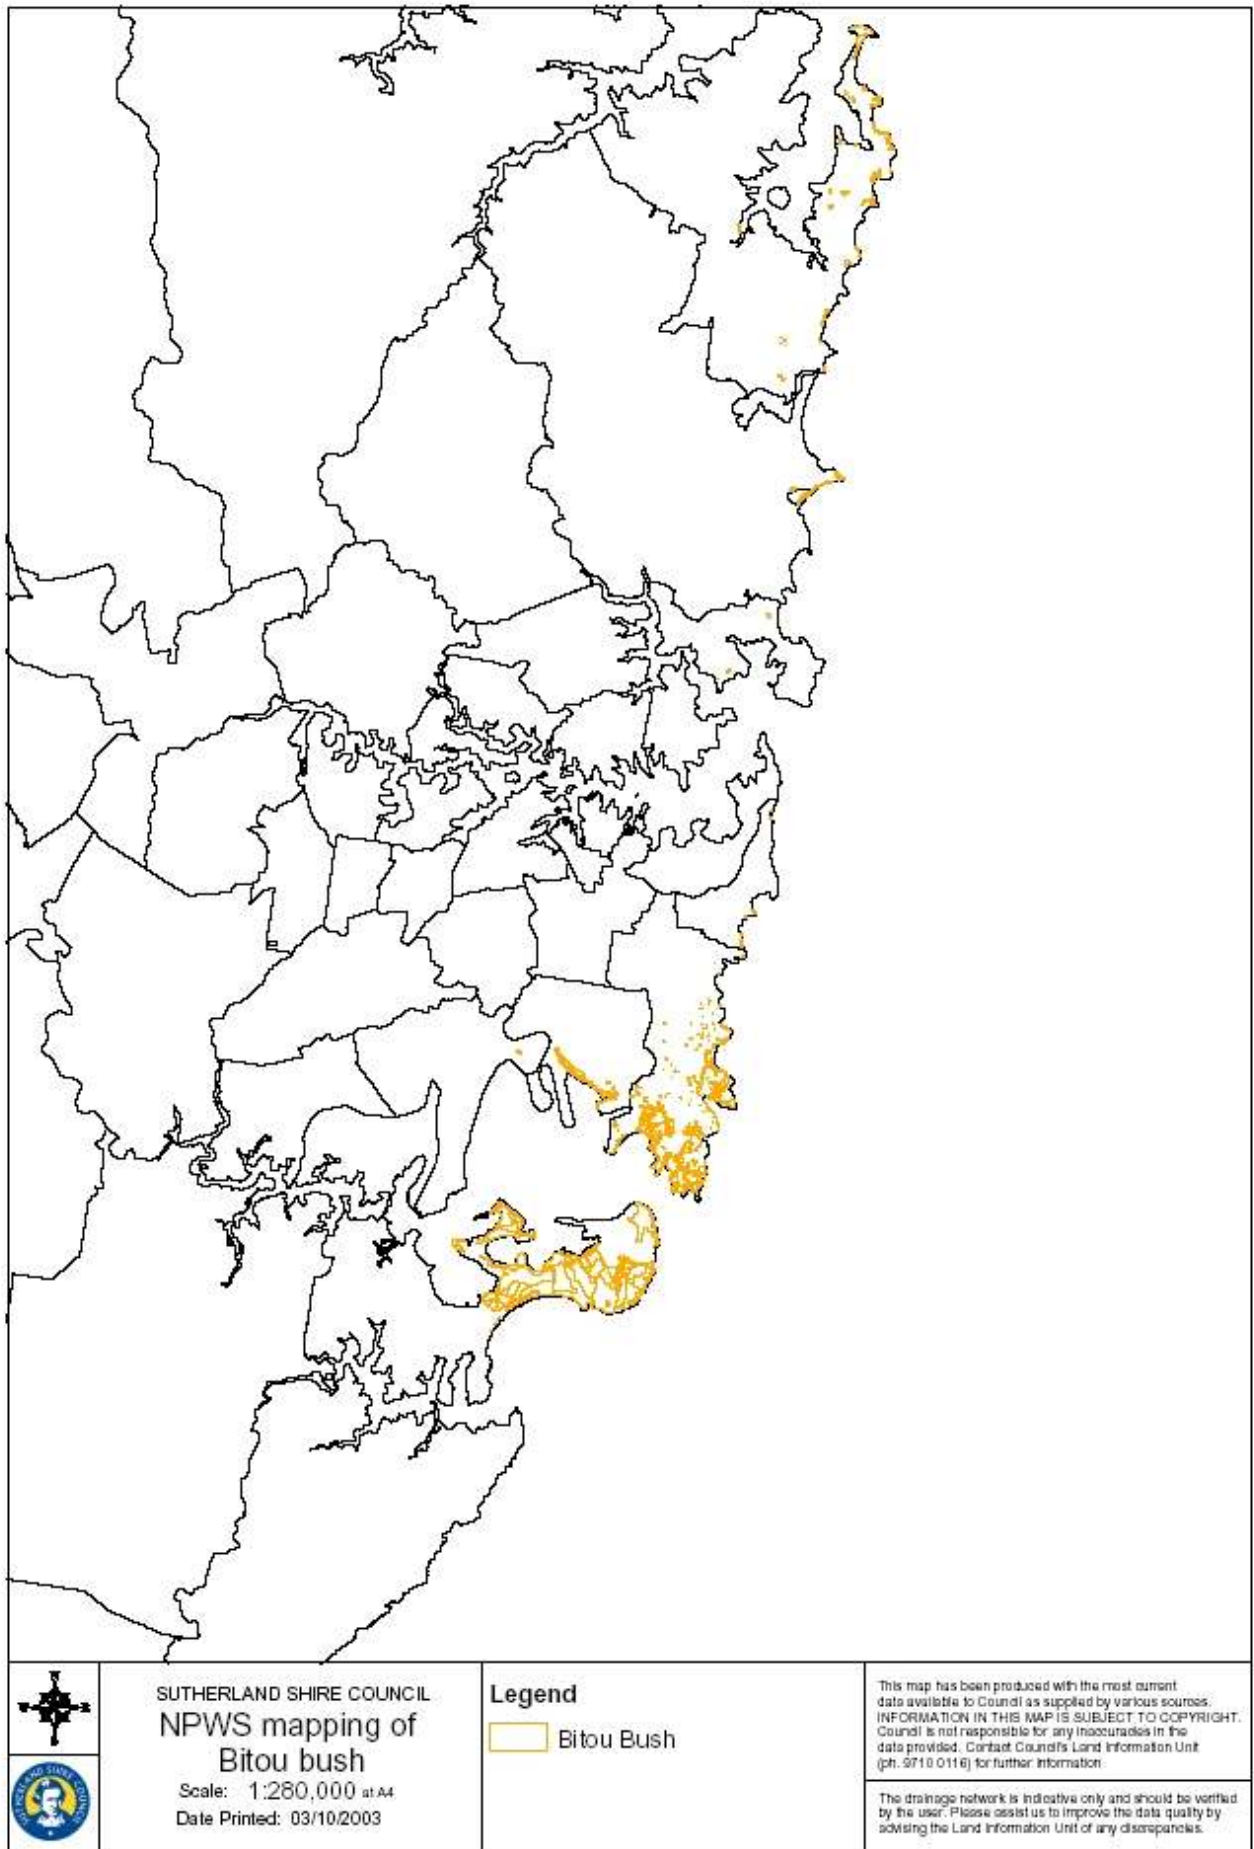 SUTHERLAND SHIRE COUNCIL
NPWS mapping of
Bitou bush
Scale: 1:280,000 at A4
Date Printed: 03/10/2003
Legend
Bitou Bush
This map has been produced with the most current
data available to Council as supplied by various sources.
INFORMATION IN THIS MAP IS SUBJECT TO COPYRIGHT.
Council is not responsible for any inaccuracies in the
data provided. Contact Council's Land Information Unit
(ph. 9710 0116) for further information
The drainage network is indicative only and should be verified
by the user. Please assist us to improve the data quality by
advising the Land Information Unit of any discrepancies.
N
SUTHERLAND SHIRE COUNCIL